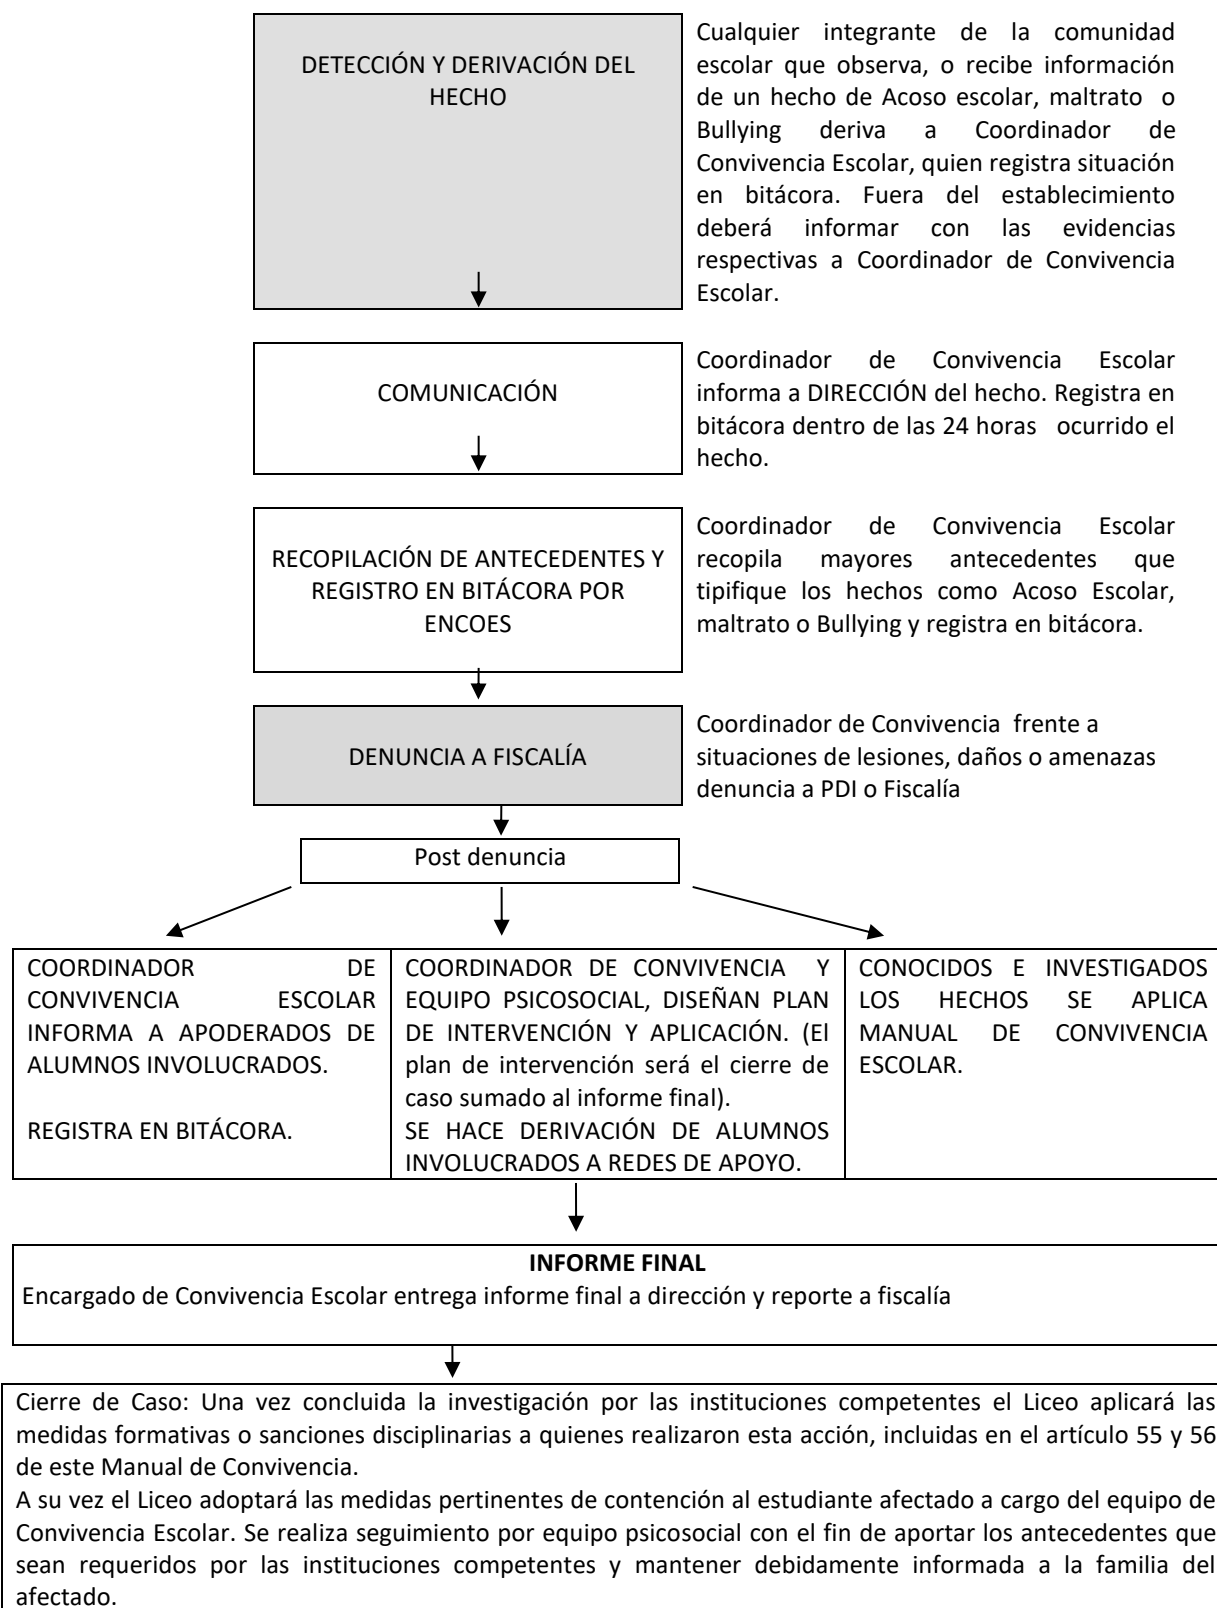 DETECCIÓN Y DERIVACIÓN DEL
HECHO
Cualquier integrante de la comunidad
escolar que observa, o recibe información
de un hecho de Acoso escolar, maltrato o
Bullying deriva a Coordinador de
Convivencia Escolar, quien registra situación
en bitácora. Fuera del establecimiento
deberá informar con las evidencias
respectivas a Coordinador de Convivencia
Escolar.
COMUNICACIÓN
Coordinador de Convivencia Escolar
informa a DIRECCIÓN del hecho. Registra en
bitácora dentro de las 24 horas ocurrido el
hecho.
RECOPILACIÓN DE ANTECEDENTES Y
REGISTRO EN BITÁCORA POR
ENCOES
Coordinador de Convivencia Escolar
recopila mayores antecedentes que
tipifique los hechos como Acoso Escolar,
maltrato o Bullying y registra en bitácora.
DENUNCIA A FISCALÍA
Coordinador de Convivencia frente a
situaciones de lesiones, daños o amenazas
denuncia a PDI o Fiscalía
Post denuncia
COORDINADOR DE
CONVIVENCIA ESCOLAR
INFORMA A APODERADOS DE
ALUMNOS INVOLUCRADOS.
REGISTRA EN BITÁCORA.
COORDINADOR DE CONVIVENCIA Y
EQUIPO PSICOSOCIAL, DISEÑAN PLAN
DE INTERVENCIÓN Y APLICACIÓN. (El
plan de intervención será el cierre de
caso sumado al informe final).
SE HACE DERIVACIÓN DE ALUMNOS
INVOLUCRADOS A REDES DE APOYO.
CONOCIDOS E INVESTIGADOS
LOS HECHOS SE APLICA
MANUAL DE CONVIVENCIA
ESCOLAR.
INFORME FINAL
Encargado de Convivencia Escolar entrega informe final a dirección y reporte a fiscalía
Cierre de Caso: Una vez concluida la investigación por las instituciones competentes el Liceo aplicará las
medidas formativas o sanciones disciplinarias a quienes realizaron esta acción, incluidas en el artículo 55 y 56
de este Manual de Convivencia.
A su vez el Liceo adoptará las medidas pertinentes de contención al estudiante afectado a cargo del equipo de
Convivencia Escolar. Se realiza seguimiento por equipo psicosocial con el fin de aportar los antecedentes que
sean requeridos por las instituciones competentes y mantener debidamente informada a la familia del
afectado.